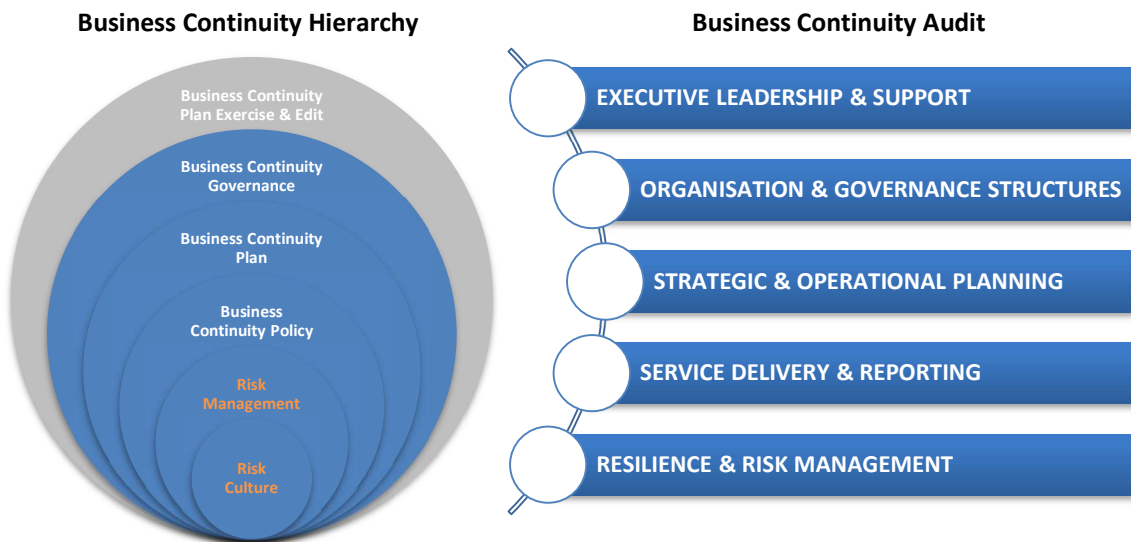 Business Continuity Hierarchy
Business Continuity
Plan Exercise & Edit
Business Continuity
Governance
Business Continuity
Plan
Business
Continuity Policy
Risk
Management
Risk
Culture
Business Continuity Audit
EXECUTIVE LEADERSHIP & SUPPORT
ORGANISATION & GOVERNANCE STRUCTURES
STRATEGIC & OPERATIONAL PLANNING
SERVICE DELIVERY & REPORTING
RESILIENCE & RISK MANAGEMENT